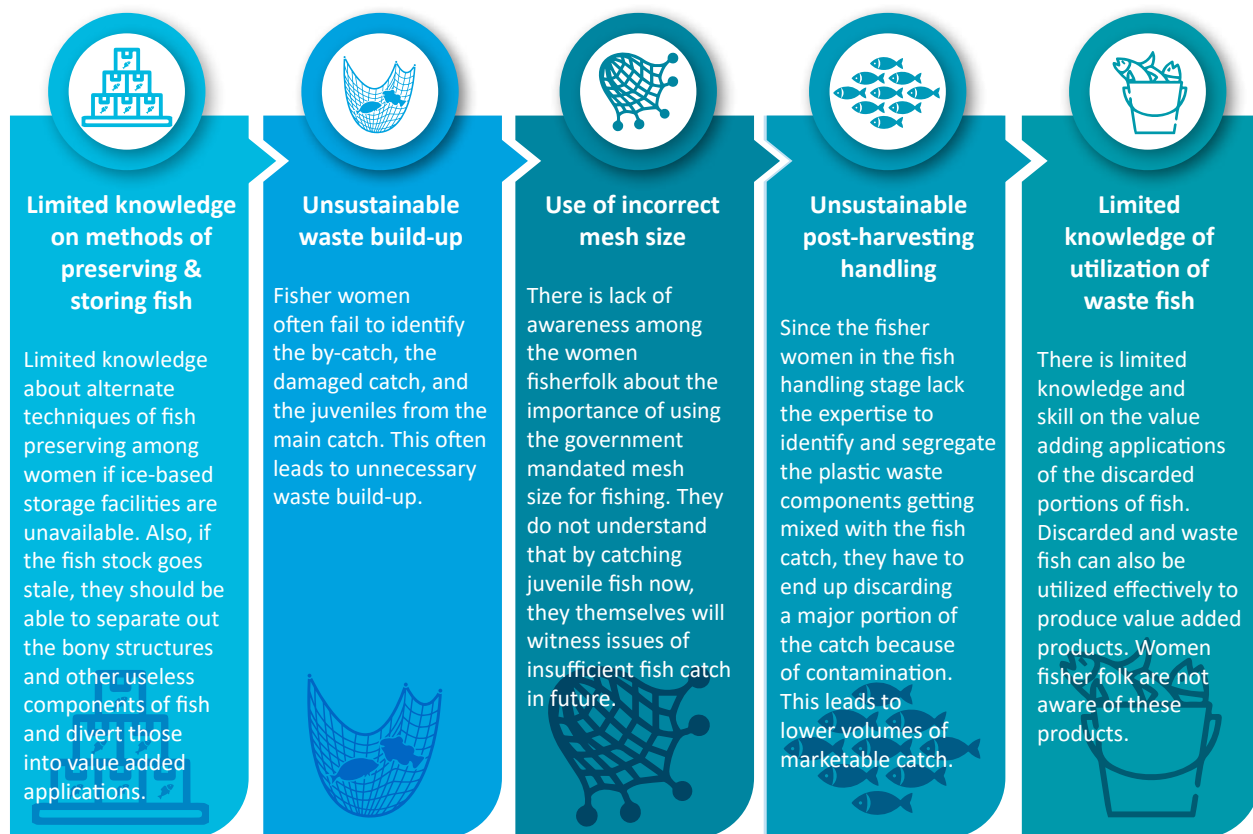 Limited knowledge
on methods of
preserving &
storing fish
Limited knowledge
about alternate
techniques of fish
preserving among
women if ice-based
storage facilities are
unavailable. Also, if
the fish stock goes
stale, they should be
able to separate out
the bony structures
and other useless
components of fish
and divert those
into value added
applications.
Unsustainable
waste build-up
Fisher women
often fail to identify
the by-catch, the
damaged catch, and
the juveniles from the
main catch. This often
leads to unnecessary
waste build-up.
Use of incorrect
mesh size
There is lack of
awareness among
the women
fisherfolk about the
importance of using
the government
mandated mesh
size for fishing. They
do not understand
that by catching
juvenile fish now,
they themselves will
witness issues of
insufficient fish catch
in future.
Unsustainable
post-harvesting
handling
Since the fisher
women in the fish
handling stage lack
the expertise to
identify and segregate
the plastic waste
components getting
mixed with the fish
catch, they have to
end up discarding
a major portion of
the catch because
of contamination.
This leads to
lower volumes of
marketable catch.
Limited
knowledge of
utilization of
waste fish
There is limited
knowledge and
skill on the value
adding applications
of the discarded
portions of fish.
Discarded and waste
fish can also be
utilized effectively to
produce value added
products. Women
fisher folk are not
aware of these
products.